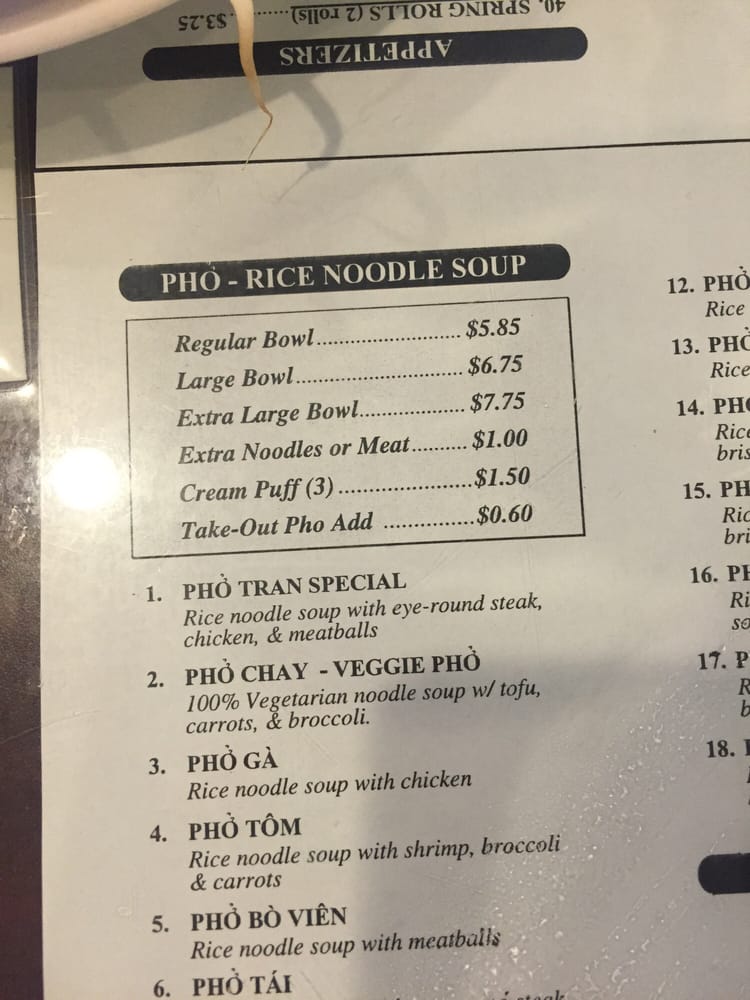 40. SPRING ROLLS (2 rolls)..........$3.25
APPETIZERS
PHỞ - RICE NOODLE SOUP
Regular Bowl........................ $5.85
Large Bowl............................ $6.75
Extra Large Bowl.................. $7.75
Extra Noodles or Meat.......... $1.00
Cream Puff (3).......................$1.50
Take-Out Pho Add ...............$0.60
1. PHỞ TRAN SPECIAL
Rice noodle soup with eye-round steak,
chicken, & meatballs
2. PHỞ CHAY - VEGGIE PHỞ
100% Vegetarian noodle soup w/ tofu,
carrots, & broccoli.
3. PHỞ GÀ
Rice noodle soup with chicken
4. PHỞ TÔM
Rice noodle soup with shrimp, broccoli
& carrots
5. PHỞ BÒ VIÊN
Rice noodle soup with meatballs
6. PHỞ TÁI
steak
12. PHỞ
Rice
13. PHỞ
Rice
14. PHỞ
Rice
15.
16.
17.
18.